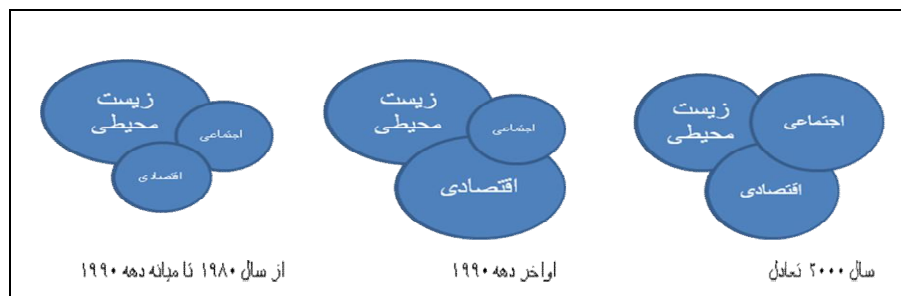 زیست
محیطی
اجتماعی
اقتصادی
از سال ۱۹۸۰ تا میانه دهه ۱۹۹۰
زیست
محیطی
اجتماعی
اقتصادی
اواخر دهه ۱۹۹۰
زیست
محیطی
اجتماعی
اقتصادی
سال ۲۰۰۰ تعادل